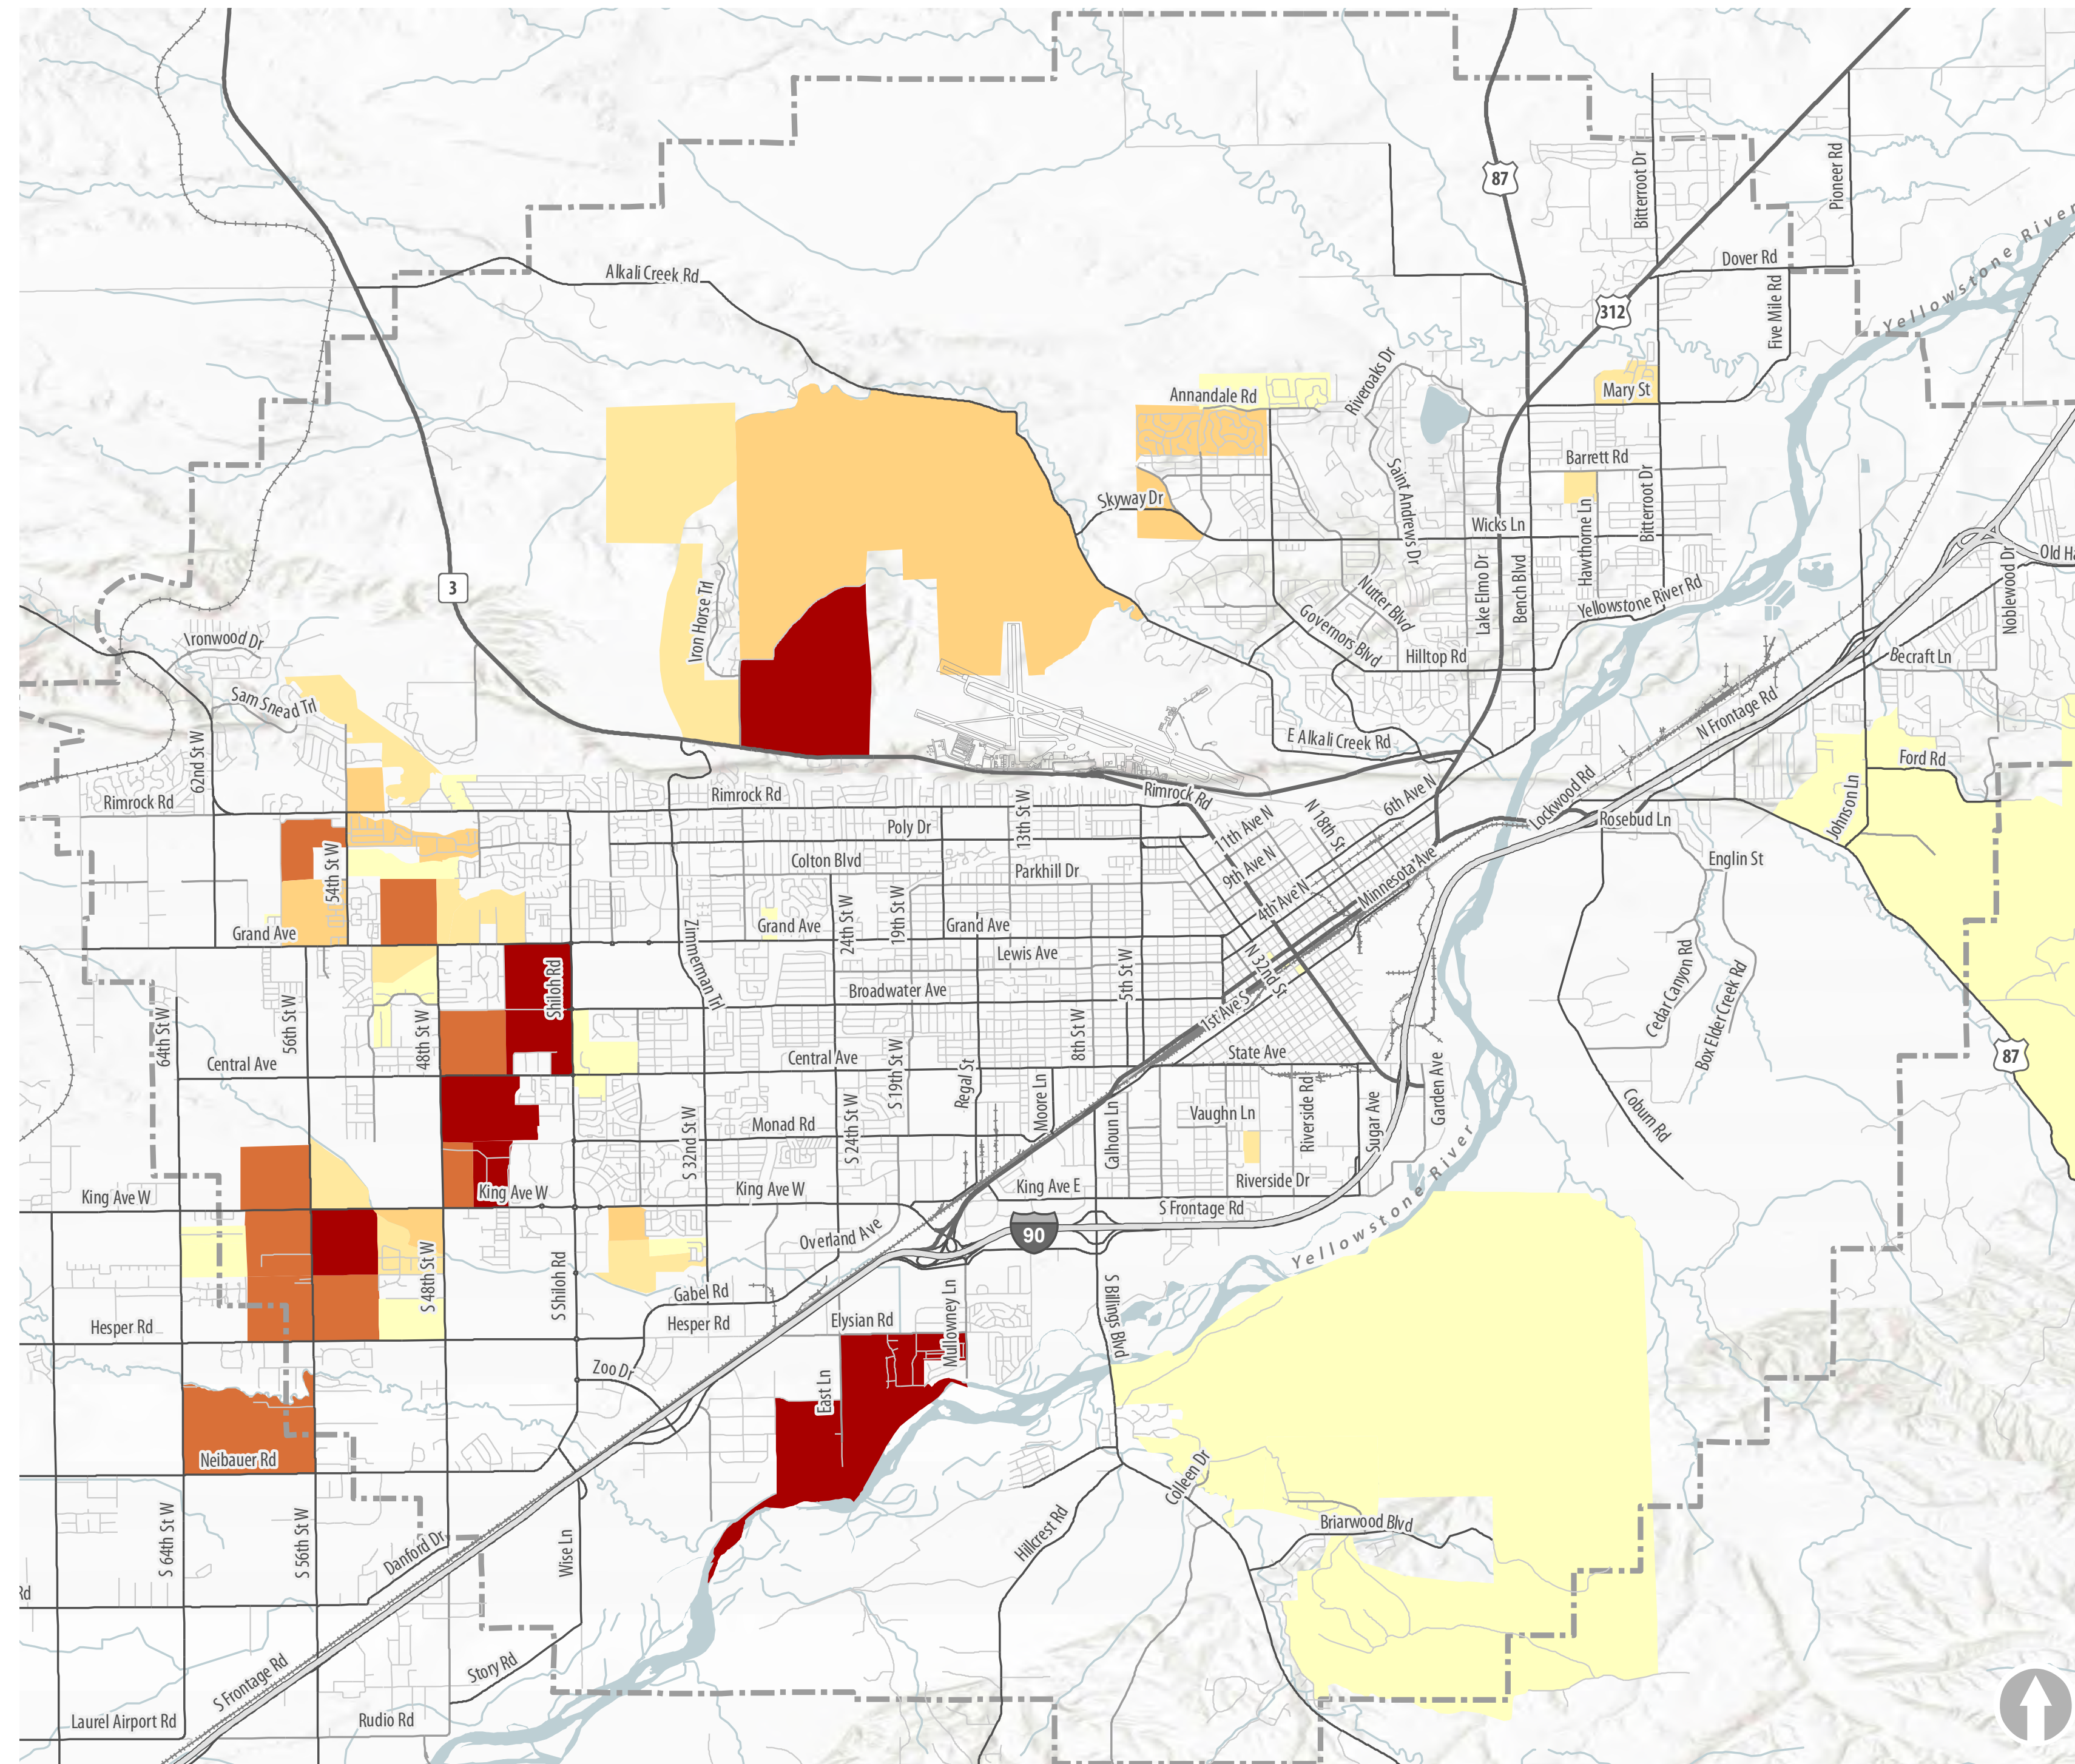 87
Bitterroot Dr
Pioneer Rd
Yellowstone River
Dover Rd
Alkali Creek Rd
312
Five Mile Rd
Riveroaks Dr
Annandale Rd
Mary St
Barrett Rd
Saint Andrews Dr
Bitterroot Dr
Skyway Dr
Wicks Ln
Hawthorne Ln
Old Ha
3
Iron Horse Trl
Nutter Blvd
Lake Elmo Dr
Bench Blvd
Yellowstone River Rd
Noblewood Dr
Governors Blvd
Ironwood Dr
Hilltop Rd
Becraft Ln
Sam Snead Trl
N Frontage Rd
62nd St W
E Alkali Creek Rd
Ford Rd
Rimrock Rd
Rimrock Rd
Rimrock Rd
6th Ave N
Lockwood Rd
Johnson Ln
13th St W
11th Ave N
N 18th St
Rosebud Ln
Poly Dr
Colton Blvd
Parkhill Dr
9th Ave N
Minnesota Ave
Englin St
54th St W
4th Ave N
Grand Ave
Grand Ave
24th St W
19th St W
Grand Ave
Zimmerman Trl
Lewis Ave
5th St W
N 32nd St
Shiloh Rd
Broadwater Ave
1st Ave S
Cedar Canyon Rd
Box Elder Creek Rd
64th St W
56th St W
48th St W
8th St W
87
Central Ave
Central Ave
S 19th St W
State Ave
Regal St
Moore Ln
Riverside Rd
Garden Ave
Vaughn Ln
Sugar Ave
Coburn Rd
S 32nd St W
Monad Rd
S 24th St W
Calhoun Ln
King Ave W
King Ave W
King Ave W
King Ave E
Riverside Dr
S Frontage Rd
Yellowstone River
90
Overland Ave
S 48th St W
S Shiloh Rd
Gabel Rd
Mullowney Ln
S Billings Blvd
Hesper Rd
Hesper Rd
Elysian Rd
Zoo Dr
East Ln
Neibauer Rd
Colleen Dr
S 64th St W
S 56th St W
Danford Dr
Wise Ln
Hillcrest Rd
Briarwood Blvd
Rd
S Frontage Rd
Story Rd
Laurel Airport Rd
Rudio Rd